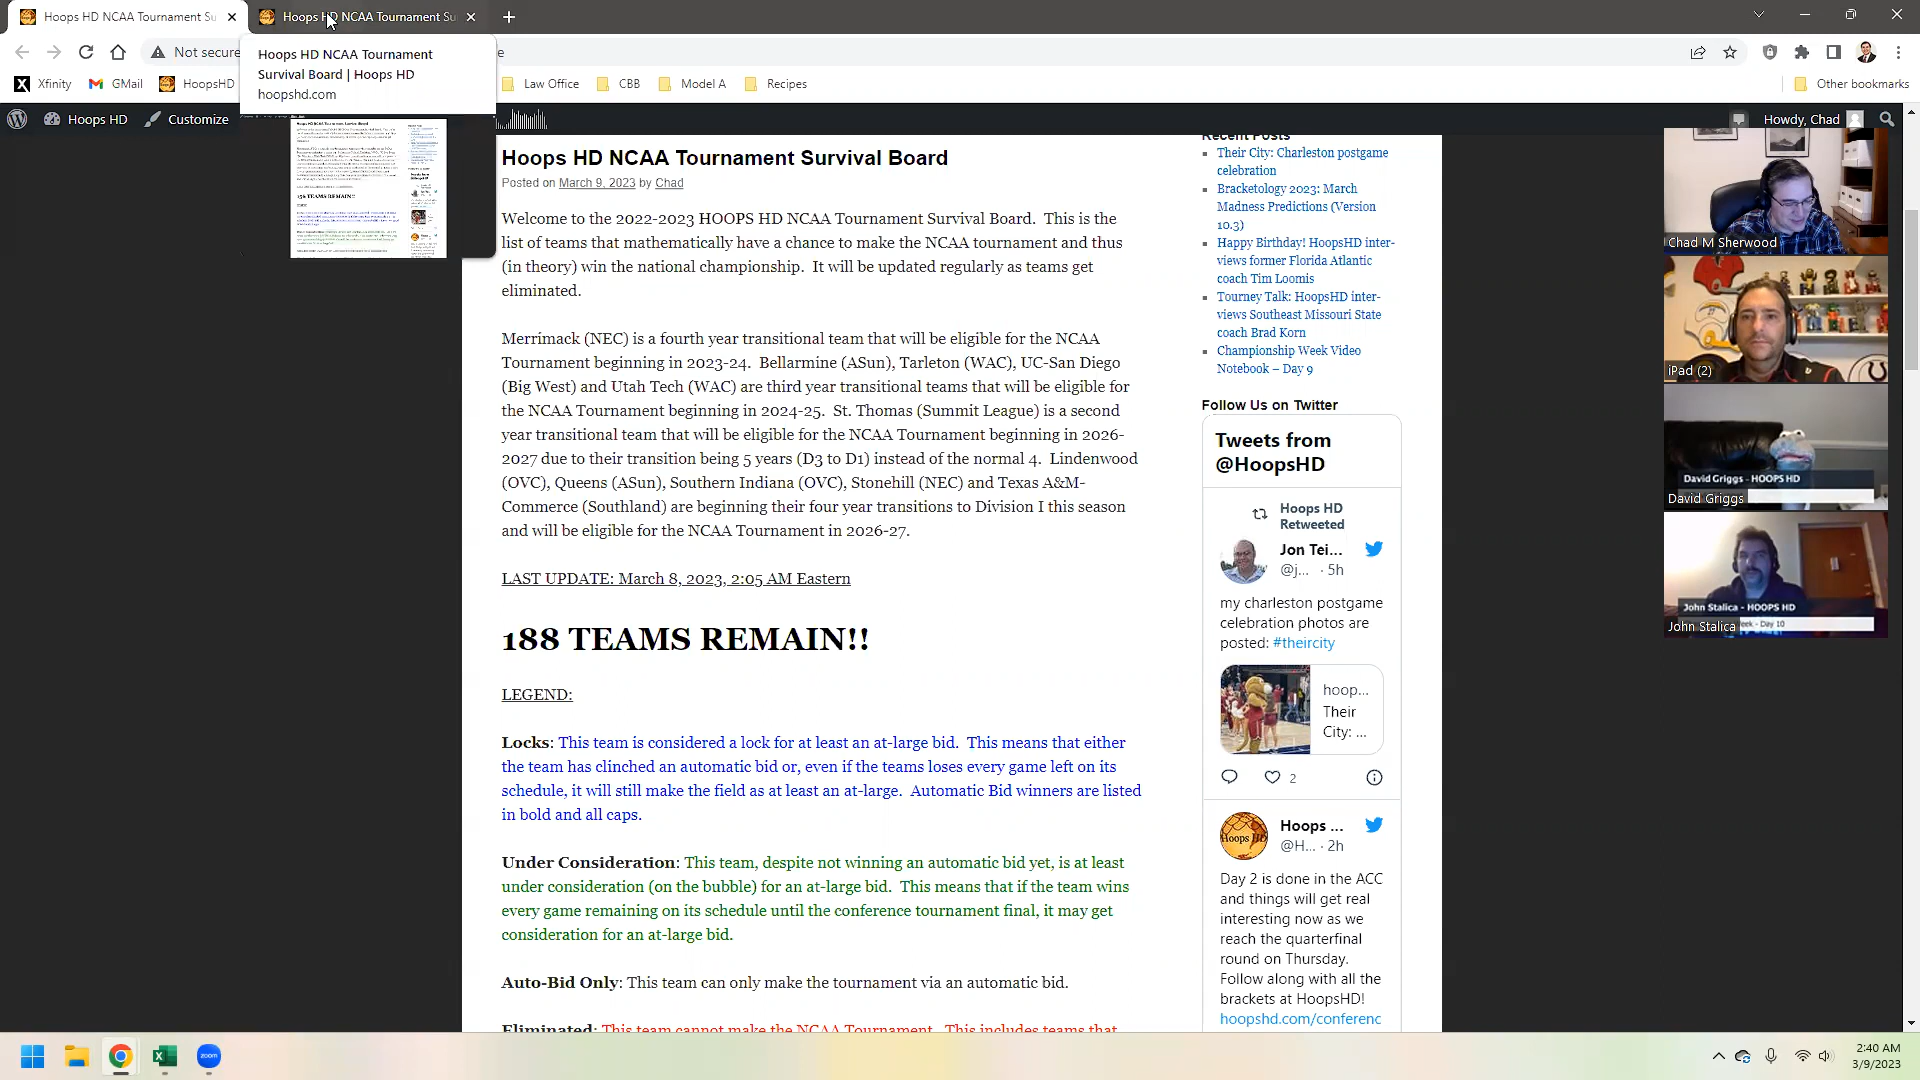 Hoops HD NCAA Tournament Su
Hoops HD NCAA Tournament Su
Not secure
Hoops HD NCAA Tournament
Survival Board | Hoops HD
hoopshd.com
Xfinity
GMail
HoopsHD
Law Office
CBB
Model A
Recipes
Other bookmarks
Hoops HD
Customize
Howdy, Chad
Hoops HD NCAA Tournament Survival Board
Posted on March 9, 2023 by Chad
Welcome to the 2022-2023 HOOPS HD NCAA Tournament Survival Board. This is the
list of teams that mathematically have a chance to make the NCAA tournament and thus
(in theory) win the national championship. It will be updated regularly as teams get
eliminated.
Merrimack (NEC) is a fourth year transitional team that will be eligible for the NCAA
Tournament beginning in 2023-24. Bellarmine (ASun), Tarleton (WAC), UC-San Diego
(Big West) and Utah Tech (WAC) are third year transitional teams that will be eligible for
the NCAA Tournament beginning in 2024-25. St. Thomas (Summit League) is a second
year transitional team that will be eligible for the NCAA Tournament beginning in 2026-
2027 due to their transition being 5 years (D3 to D1) instead of the normal 4. Lindenwood
(OVC), Queens (ASun), Southern Indiana (OVC), Stonehill (NEC) and Texas A&M-
Commerce (Southland) are beginning their four year transitions to Division I this season
and will be eligible for the NCAA Tournament in 2026-27.
LAST UPDATE: March 8, 2023, 2:05 AM Eastern
188 TEAMS REMAIN!!
LEGEND:
Locks: This team is considered a lock for at least an at-large bid. This means that either
the team has clinched an automatic bid or, even if the teams loses every game left on its
schedule, it will still make the field as at least an at-large. Automatic Bid winners are listed
in bold and all caps.
Under Consideration: This team, despite not winning an automatic bid yet, is at least
under consideration (on the bubble) for an at-large bid. This means that if the team wins
every game remaining on its schedule until the conference tournament final, it may get
consideration for an at-large bid.
Auto-Bid Only: This team can only make the tournament via an automatic bid.
Eliminated: This team cannot make the NCAA Tournament. This includes teams that
156 TEAMS REMAIN!!
Recent Posts
Their City: Charleston postgame
celebration
Bracketology 2023: March
Madness Predictions (Version
10.3)
Happy Birthday! HoopsHD inter-
views former Florida Atlantic
coach Tim Loomis
Tourney Talk: HoopsHD inter-
views Southeast Missouri State
coach Brad Korn
Championship Week Video
Notebook – Day 9
Follow Us on Twitter
Tweets from
@HoopsHD
Hoops HD
Retweeted
Jon Tei...
@j... · 5h
my charleston postgame
celebration photos are
posted: #theircity
hoop...
Their
City: ...
2
Hoops ...
@H... · 2h
Day 2 is done in the ACC
and things will get real
interesting now as we
reach the quarterfinal
round on Thursday.
Follow along with all the
brackets at HoopsHD!
hoopshd.com/conferenc
Chad M Sherwood
iPad (2)
David Griggs - HOOPS HD
David Griggs
John Stalica - HOOPS HD
eek - Day 10
John Stalica
zoom
2:40 AM
3/9/2023